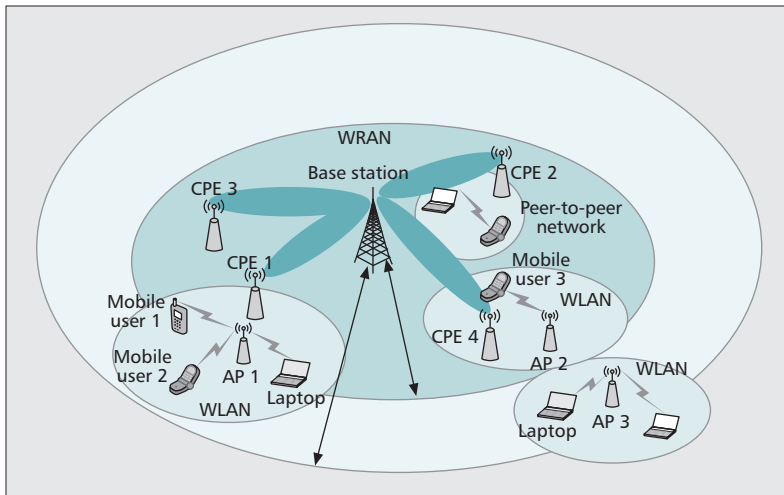 WRAN
Base station
CPE 2
CPE 3
Peer-to-peer
network
CPE 1
Mobile
user 3
Mobile
user 1
WLAN
CPE 4
AP 2
Mobile
user 2
AP 1
Laptop
WLAN
WLAN
Laptop
AP 3